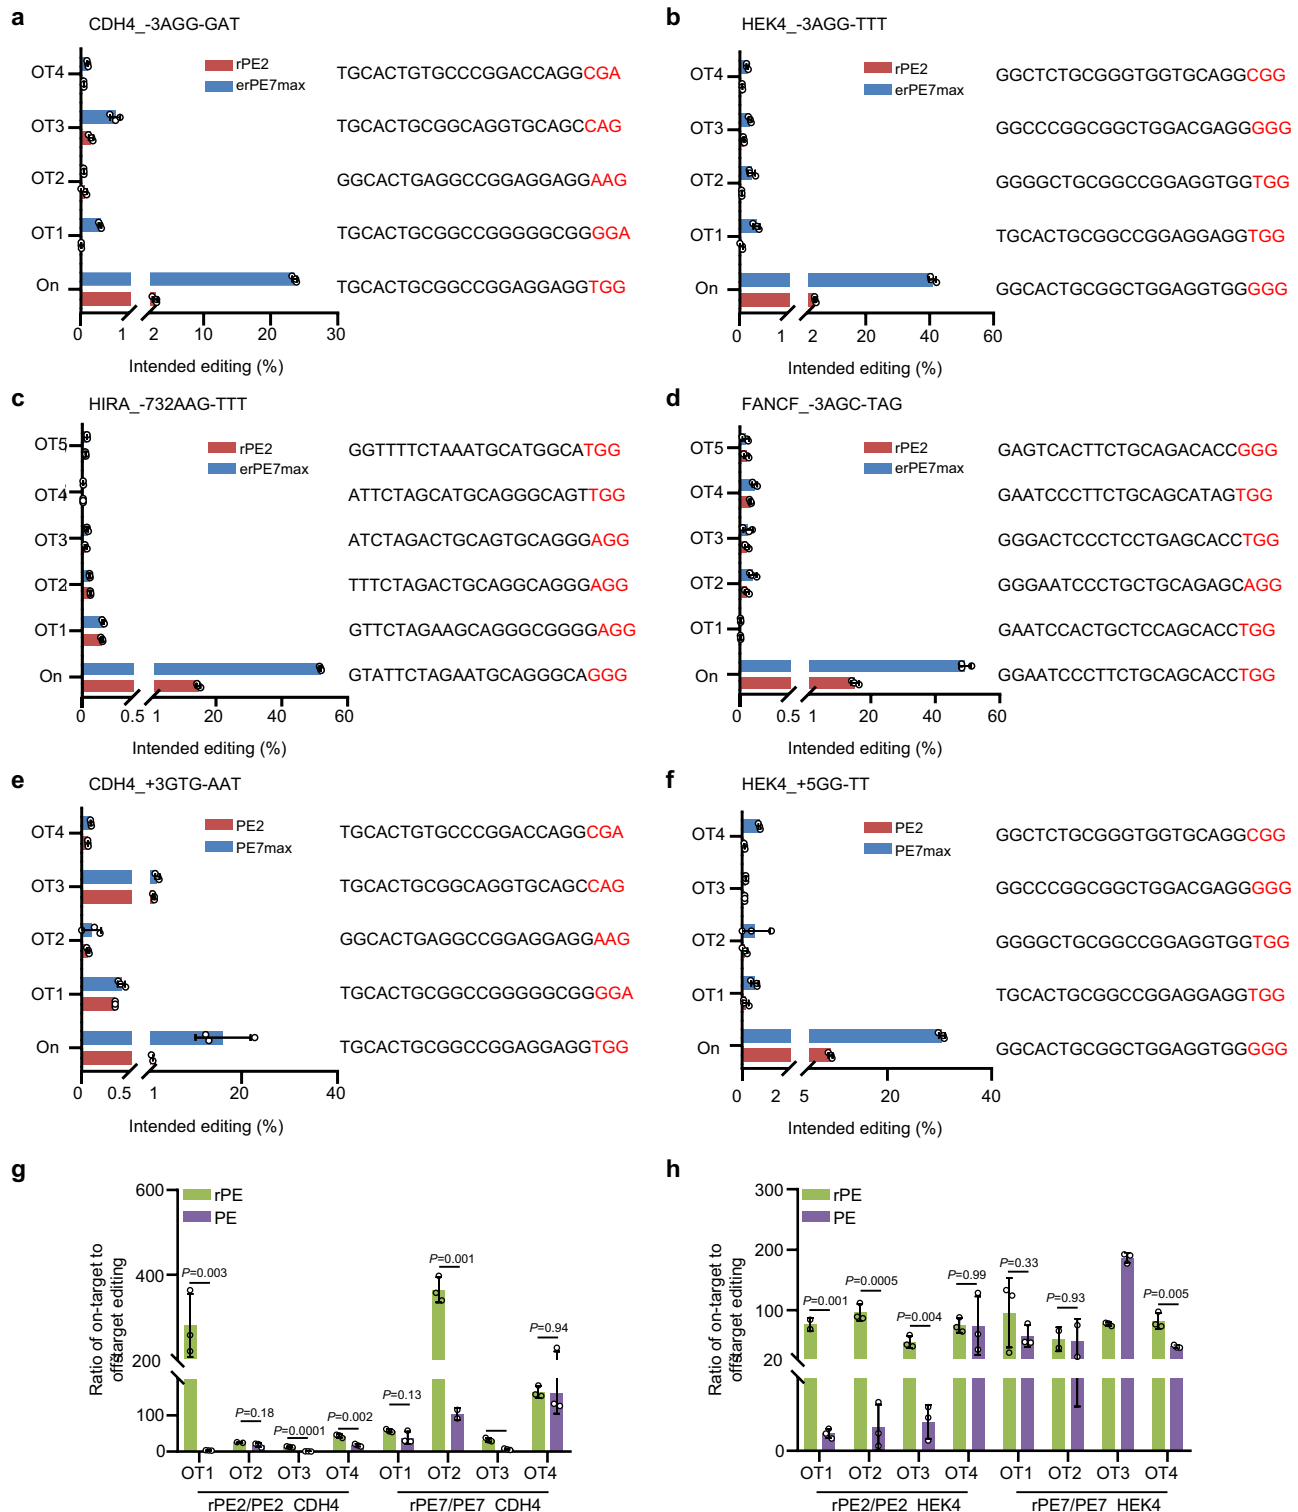 a
CDH4_-3AGG-GAT
rPE2
erPE7max
OT4 TGCACTGTGCCCGGACCAGGCGA
OT3 TGCACTGCGGCAGGTGCAGCCAG
OT2 GGCACTGAGGCCGGAGGAGGAAG
OT1 TGCACTGCGGCCGGGGGCGGGGA
On TGCACTGCGGCCGGAGGAGGTGG
0 1 2 10 20 30
Intended editing (%)
b
HEK4_-3AGG-TTT
rPE2
erPE7max
OT4 GGCTCTGCGGGTGGTGCAGGCGG
OT3 GGCCCGGCGGCTGGACGAGGGGG
OT2 GGGGCTGCGGCCGGAGGTGGTGG
OT1 TGCACTGCGGCCGGAGGAGGTGG
On GGCACTGCGGCTGGAGGTGGGGG
0 1 2 20 40 60
Intended editing (%)
c
HIRA_-732AAG-TTT
rPE2
erPE7max
OT5 GGTTTTCTAAATGCATGGCATGG
OT4 ATTCTAGCATGCAGGGCAGTTGG
OT3 ATCTAGACTGCAGTGCAGGGAGG
OT2 TTTCTAGACTGCAGGCAGGGAGG
OT1 GTTCTAGAAGCAGGGCGGGGAGG
On GTATTCTAGAATGCAGGGCAGGG
0 0.5 1 20 40 60
Intended editing (%)
d
FANCF_-3AGC-TAG
rPE2
erPE7max
OT5 GAGTCACTTCTGCAGACACCGGG
OT4 GAATCCCTTCTGCAGCATAGTGG
OT3 GGGACTCCCTCCTGAGCACCTGG
OT2 GGGAATCCCTGCTGCAGAGCAGG
OT1 GAATCCACTGCTCCAGCACCTGG
On GGAATCCCTTCTGCAGCACCTGG
0 0.5 1 20 40 60
Intended editing (%)
e
CDH4_+3GTG-AAT
PE2
PE7max
OT4 TGCACTGTGCCCGGACCAGGCGA
OT3 TGCACTGCGGCAGGTGCAGCCAG
OT2 GGCACTGAGGCCGGAGGAGGAAG
OT1 TGCACTGCGGCCGGGGGCGGGGA
On TGCACTGCGGCCGGAGGAGGTGG
0 0.5 1 20 40
Intended editing (%)
f
HEK4_+5GG-TT
PE2
PE7max
OT4 GGCTCTGCGGGTGGTGCAGGCGG
OT3 GGCCCGGCGGCTGGACGAGGGGG
OT2 GGGGCTGCGGCCGGAGGTGGTGG
OT1 TGCACTGCGGCCGGAGGAGGTGG
On GGCACTGCGGCTGGAGGTGGGGG
0 2 5 20 40
Intended editing (%)
g
rPE
PE
Ratio of on-target to
off-target editing
600
400
200
100
0
P=0.003
P=0.18
P=0.0001
P=0.002
P=0.13
P=0.001
P=0.94
OT1 OT2 OT3 OT4 OT1 OT2 OT3 OT4
rPE2/PE2_CDH4 rPE7/PE7_CDH4
h
rPE
PE
Ratio of on-target to
off-target editing
300
200
100
20
0
P=0.001
P=0.0005
P=0.004
P=0.99
P=0.33
P=0.93
P=0.005
OT1 OT2 OT3 OT4 OT1 OT2 OT3 OT4
rPE2/PE2_HEK4 rPE7/PE7_HEK4